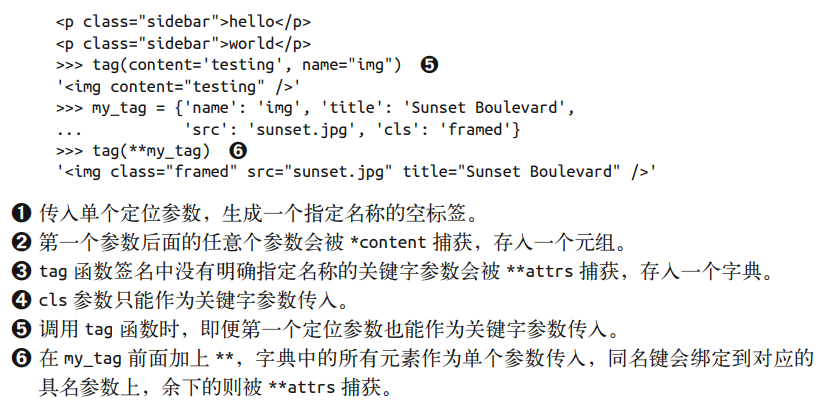 <p class="sidebar">hello</p>
<p class="sidebar">world</p>
>>> tag(content='testing', name="img") ❺
'<img content="testing" />'
>>> my_tag = {'name': 'img', 'title': 'Sunset Boulevard',
...           'src': 'sunset.jpg', 'cls': 'framed'}
>>> tag(**my_tag) ❻
'<img class="framed" src="sunset.jpg" title="Sunset Boulevard" />'
❶ 传入单个定位参数，生成一个指定名称的空标签。
❷ 第一个参数后面的任意个参数会被 *content 捕获，存入一个元组。
❸ tag 函数签名中没有明确指定名称的关键字参数会被 **attrs 捕获，存入一个字典。
❹ cls 参数只能作为关键字参数传入。
❺ 调用 tag 函数时，即便第一个定位参数也能作为关键字参数传入。
❻ 在 my_tag 前面加上 **，字典中的所有元素作为单个参数传入，同名键会绑定到对应的
具名参数上，余下的则被 **attrs 捕获。